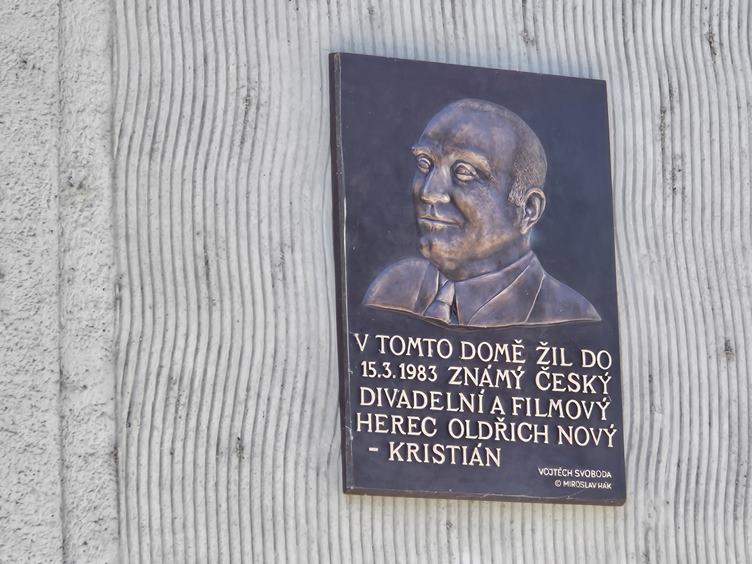 V TOMTO DOMĚ ŽIL DO
15.3.1983 ZNÁMÝ ČESKÝ
DIVADELNÍ A FILMOVÝ
HEREC OLDŘICH NOVÝ
- KRISTIÁN
VOJTĚCH SVOBODA
© MIROSLAV HÁK